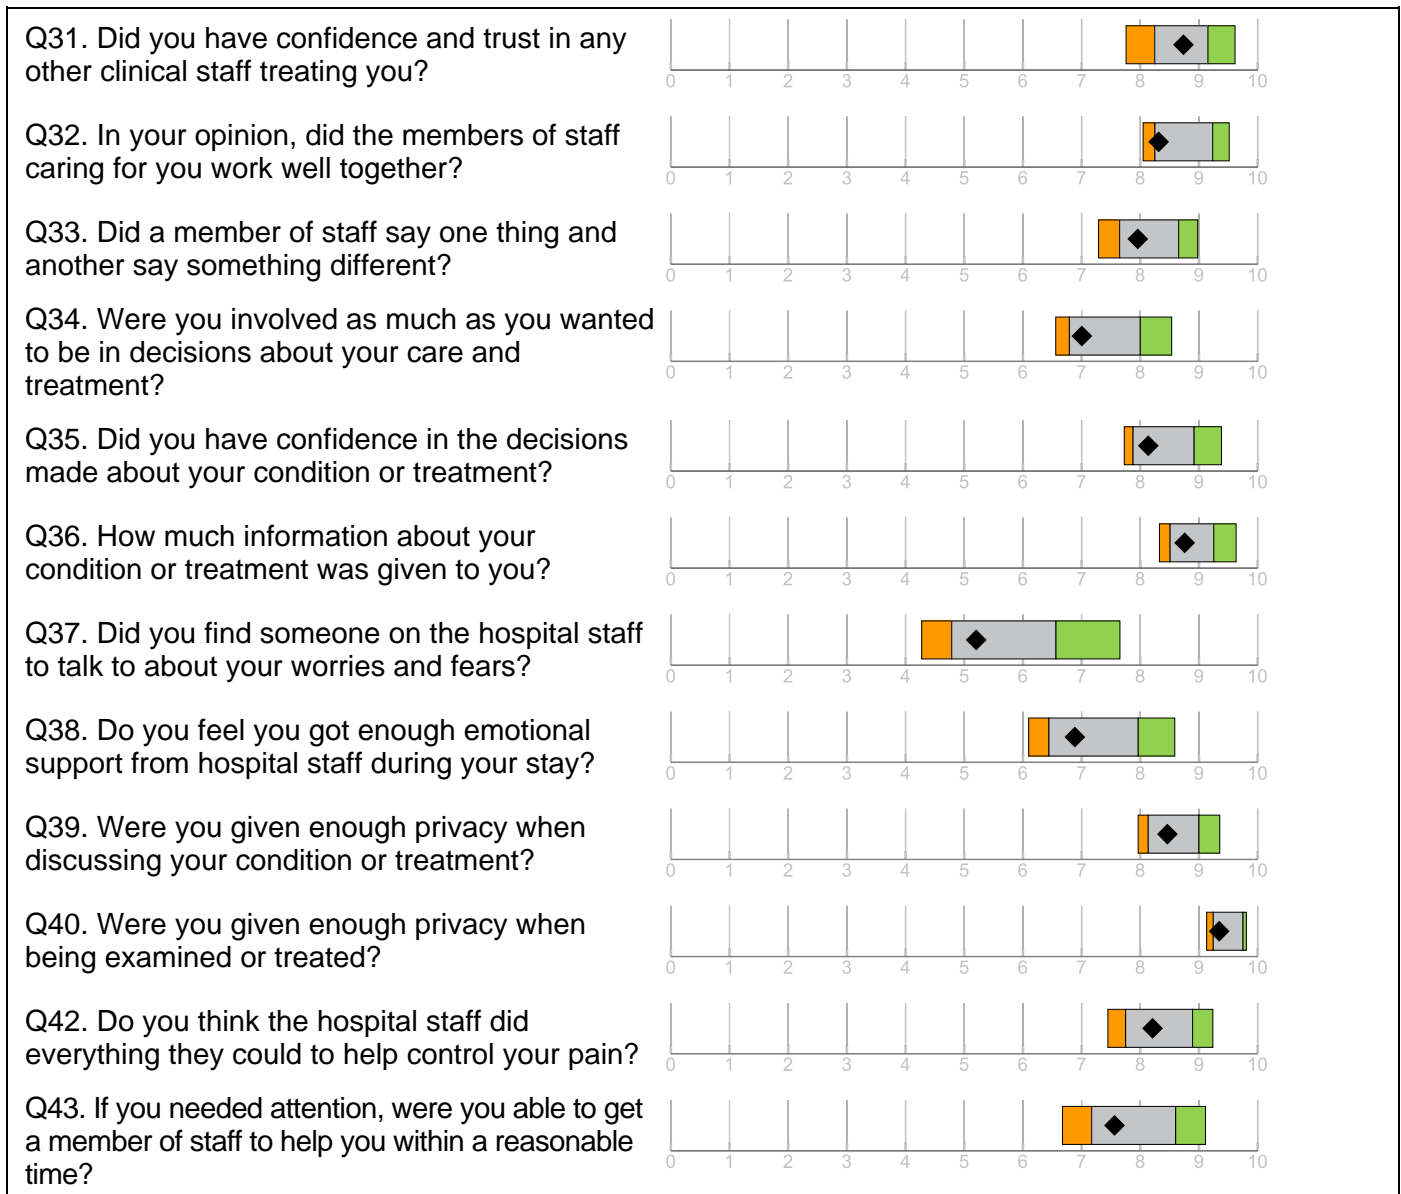 Q31. Did you have confidence and trust in any
other clinical staff treating you?
0 1 2 3 4 5 6 7 8 9 10
Q32. In your opinion, did the members of staff
caring for you work well together?
0 1 2 3 4 5 6 7 8 9 10
Q33. Did a member of staff say one thing and
another say something different?
0 1 2 3 4 5 6 7 8 9 10
Q34. Were you involved as much as you wanted
to be in decisions about your care and
treatment?
0 1 2 3 4 5 6 7 8 9 10
Q35. Did you have confidence in the decisions
made about your condition or treatment?
0 1 2 3 4 5 6 7 8 9 10
Q36. How much information about your
condition or treatment was given to you?
0 1 2 3 4 5 6 7 8 9 10
Q37. Did you find someone on the hospital staff
to talk to about your worries and fears?
0 1 2 3 4 5 6 7 8 9 10
Q38. Do you feel you got enough emotional
support from hospital staff during your stay?
0 1 2 3 4 5 6 7 8 9 10
Q39. Were you given enough privacy when
discussing your condition or treatment?
0 1 2 3 4 5 6 7 8 9 10
Q40. Were you given enough privacy when
being examined or treated?
0 1 2 3 4 5 6 7 8 9 10
Q42. Do you think the hospital staff did
everything they could to help control your pain?
0 1 2 3 4 5 6 7 8 9 10
Q43. If you needed attention, were you able to get
a member of staff to help you within a reasonable
time?
0 1 2 3 4 5 6 7 8 9 10